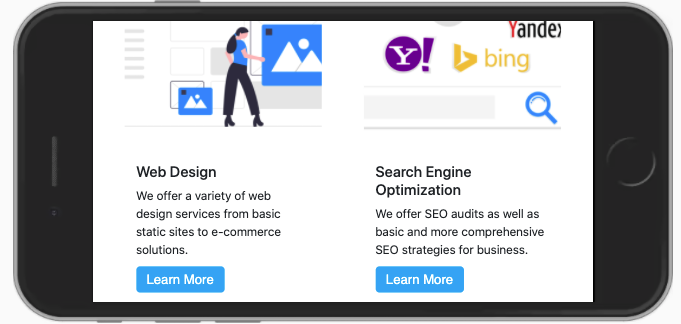 Yandex
Y!
bing
Web Design
We offer a variety of web
design services from basic
static sites to e-commerce
solutions.
Learn More
Search Engine
Optimization
We offer SEO audits as well as
basic and more comprehensive
SEO strategies for business.
Learn More